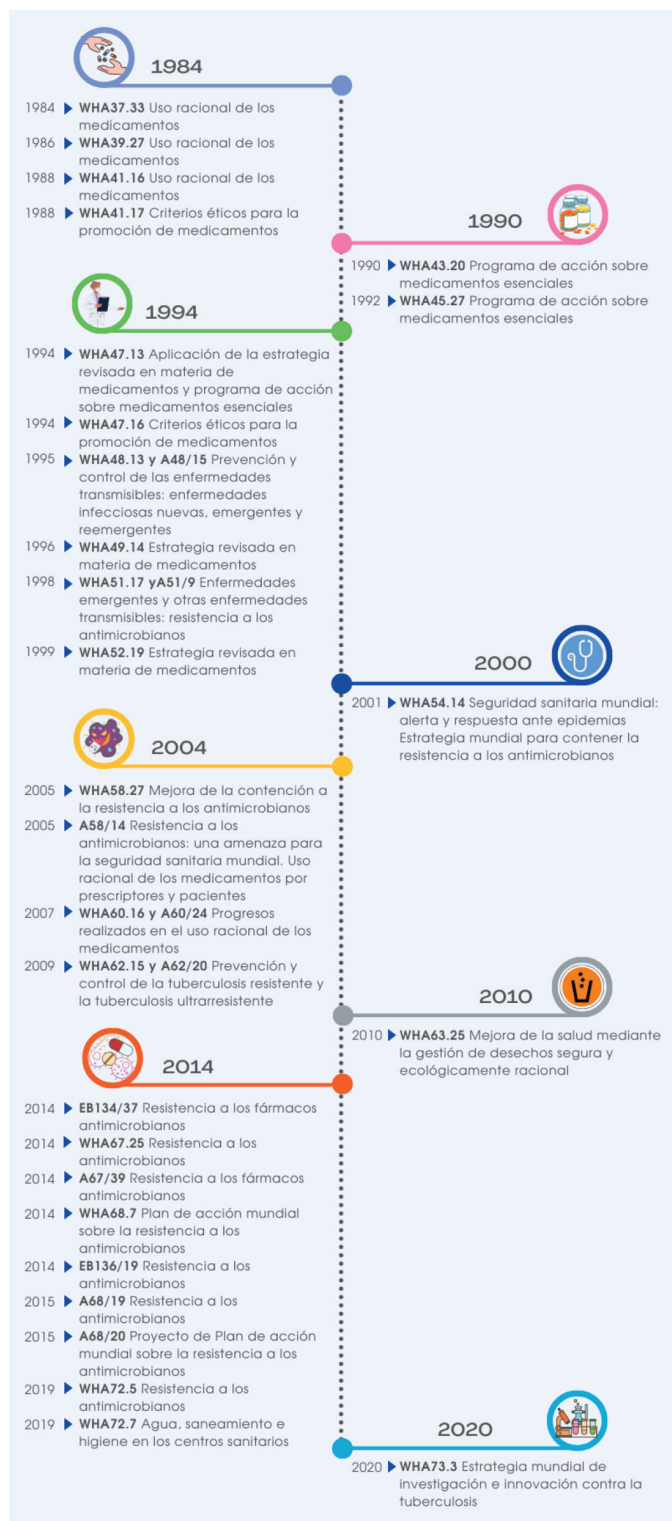 1984
1984 WHA37.33 Uso racional de los
medicamentos
1986 WHA39.27 Uso racional de los
medicamentos
1988 WHA41.16 Uso racional de los
medicamentos
1988 WHA41.17 Criterios éticos para la
promoción de medicamentos
1990
1990 WHA43.20 Programa de acción sobre
medicamentos esenciales
1992 WHA45.27 Programa de acción sobre
medicamentos esenciales
1994
1994 WHA47.13 Aplicación de la estrategia
revisada en materia de
medicamentos y programa de acción
sobre medicamentos esenciales
1994 WHA47.16 Criterios éticos para la
promoción de medicamentos
1995 WHA48.13 y A48/15 Prevención y
control de las enfermedades
transmisibles: enfermedades
infecciosas nuevas, emergentes y
reemergentes
1996 WHA49.14 Estrategia revisada en
materia de medicamentos
1998 WHA51.17 yA51/9 Enfermedades
emergentes y otras enfermedades
transmisibles: resistencia a los
antimicrobianos
1999 WHA52.19 Estrategia revisada en
materia de medicamentos
2000
2001 WHA54.14 Seguridad sanitaria mundial:
alerta y respuesta ante epidemias
Estrategia mundial para contener la
resistencia a los antimicrobianos
2004
2005 WHA58.27 Mejora de la contención a
la resistencia a los antimicrobianos
2005 A58/14 Resistencia a los
antimicrobianos: una amenaza para
la seguridad sanitaria mundial. Uso
racional de los medicamentos por
prescriptores y pacientes
2007 WHA60.16 y A60/24 Progresos
realizados en el uso racional de los
medicamentos
2009 WHA62.15 y A62/20 Prevención y
control de la tuberculosis resistente y
la tuberculosis ultrarresistente
2010
2010 WHA63.25 Mejora de la salud mediante
la gestión de desechos segura y
ecológicamente racional
2014
2014 EB134/37 Resistencia a los fármacos
antimicrobianos
2014 WHA67.25 Resistencia a los
antimicrobianos
2014 A67/39 Resistencia a los fármacos
antimicrobianos
2014 WHA68.7 Plan de acción mundial
sobre la resistencia a los
antimicrobianos
2014 EB136/19 Resistencia a los
antimicrobianos
2015 A68/19 Resistencia a los
antimicrobianos
2015 A68/20 Proyecto de Plan de acción
mundial sobre la resistencia a los
antimicrobianos
2019 WHA72.5 Resistencia a los
antimicrobianos
2019 WHA72.7 Agua, saneamiento e
higiene en los centros sanitarios
2020
2020 WHA73.3 Estrategia mundial de
investigación e innovación contra la
tuberculosis